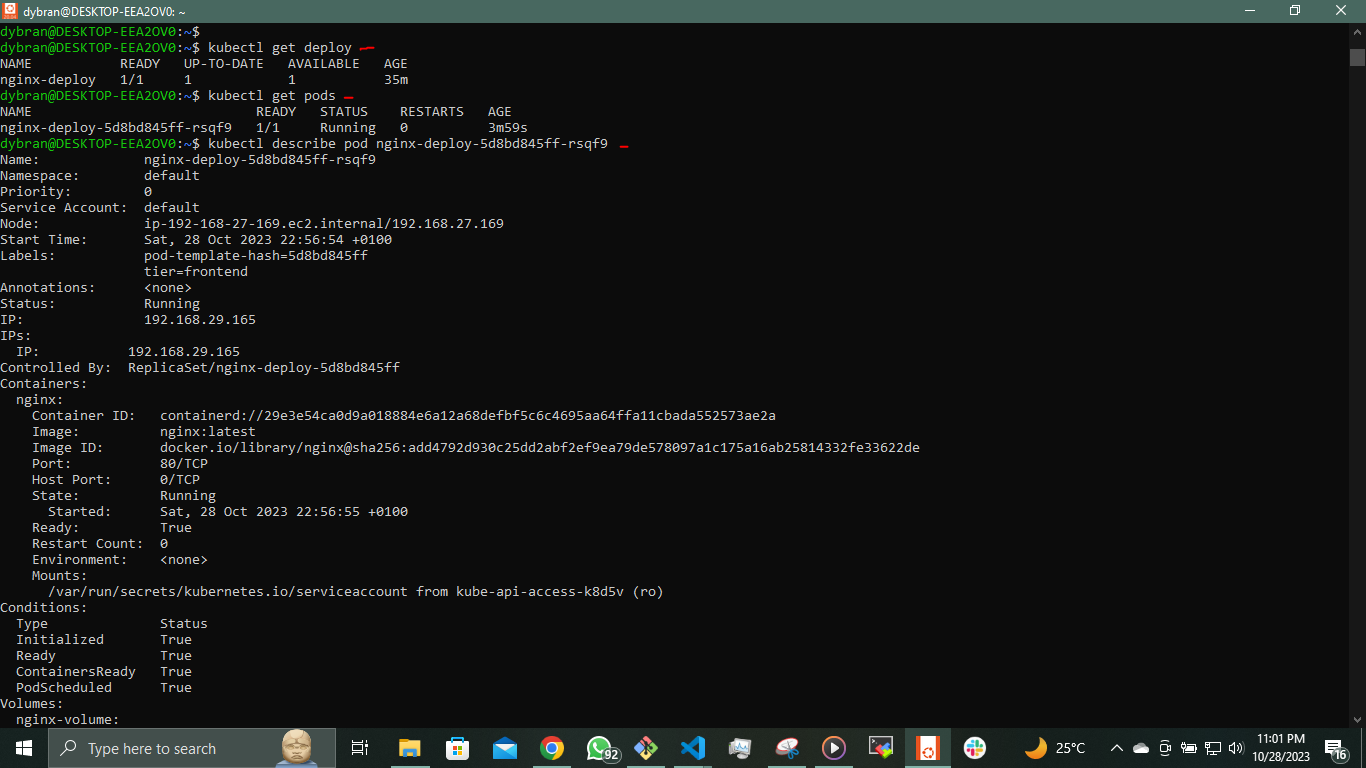 dybran@DESKTOP-EEA2OV0: ~
dybran@DESKTOP-EEA2OV0:~$
dybran@DESKTOP-EEA2OV0:~$ kubectl get deploy
NAME           READY   UP-TO-DATE   AVAILABLE   AGE
nginx-deploy   1/1     1            1           35m
dybran@DESKTOP-EEA2OV0:~$ kubectl get pods
NAME                            READY   STATUS    RESTARTS   AGE
nginx-deploy-5d8bd845ff-rsqf9   1/1     Running   0          3m59s
dybran@DESKTOP-EEA2OV0:~$ kubectl describe pod nginx-deploy-5d8bd845ff-rsqf9
Name:             nginx-deploy-5d8bd845ff-rsqf9
Namespace:        default
Priority:         0
Service Account:  default
Node:             ip-192-168-27-169.ec2.internal/192.168.27.169
Start Time:       Sat, 28 Oct 2023 22:56:54 +0100
Labels:           pod-template-hash=5d8bd845ff
                  tier=frontend
Annotations:      <none>
Status:           Running
IP:               192.168.29.165
IPs:
  IP:           192.168.29.165
Controlled By:  ReplicaSet/nginx-deploy-5d8bd845ff
Containers:
  nginx:
    Container ID:   containerd://29e3e54ca0d9a018884e6a12a68defbf5c6c4695aa64ffa11cbada552573ae2a
    Image:          nginx:latest
    Image ID:       docker.io/library/nginx@sha256:add4792d930c25dd2abf2ef9ea79de578097a1c175a16ab25814332fe33622de
    Port:           80/TCP
    Host Port:      0/TCP
    State:          Running
      Started:      Sat, 28 Oct 2023 22:56:55 +0100
    Ready:          True
    Restart Count:  0
    Environment:    <none>
    Mounts:
      /var/run/secrets/kubernetes.io/serviceaccount from kube-api-access-k8d5v (ro)
Conditions:
  Type              Status
  Initialized       True
  Ready             True
  ContainersReady   True
  PodScheduled      True
Volumes:
  nginx-volume:
Type here to search
92
25°C
11:01 PM
10/28/2023
16